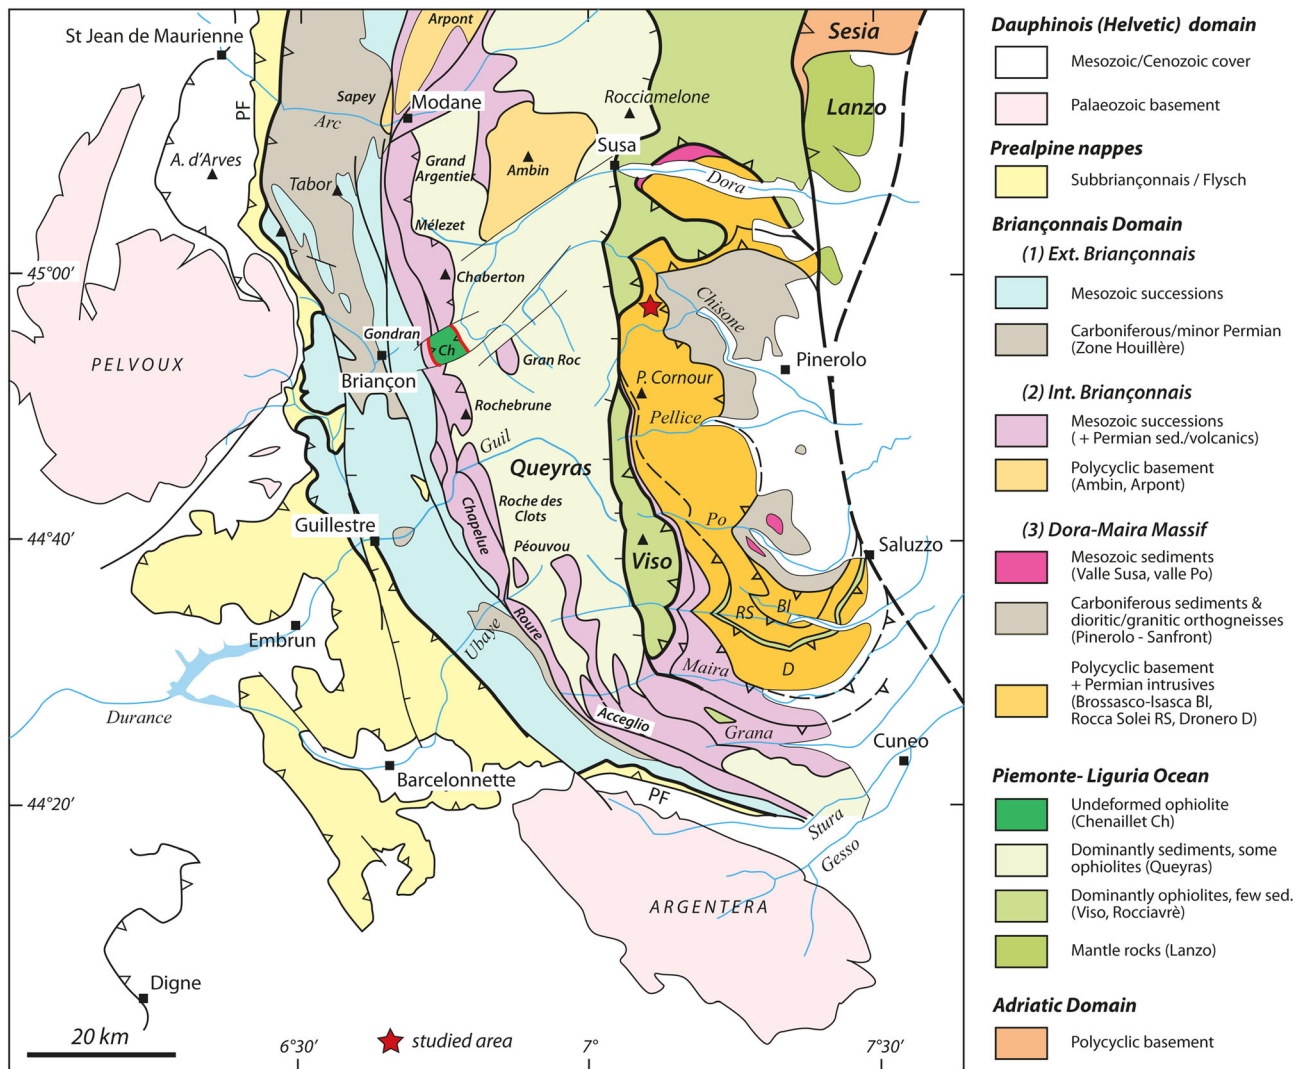 Arpont
Sesia
St Jean de Maurienne
PF
Sapey
Modane
Rocciamelone
Lanzo
Arc
Susa
A. d'Arves
Tabor
Grand
Argentier
Ambin
Dora
Mélezet
45°00'
Chaberton
Chisone
Gondran
Ch
Gran Roc
PELVOUX
Pinerolo
Briançon
P. Cornour
Rochebrune
Pellice
Guil
Queyras
Guillestre
Chapelue
Roche des
Clots
Po
44°40'
Péouvou
Saluzzo
Viso
BI
RS
Embrun
Ubaye
Rioure
Maira
D
Durance
Acceglio
Grana
Cuneo
Barcelonnette
44°20'
PF
Stura
Gesso
ARGENTERA
Digne
20 km
studied area
6°30'
7°
7°30'
Dauphinois (Helvetic) domain
Mesozoic/Cenozoic cover
Palaeozoic basement
Prealpine nappes
Subbriançonnais / Flysch
Briançonnais Domain
(1) Ext. Briançonnais
Mesozoic successions
Carboniferous/minor Permian
(Zone Houillère)
(2) Int. Briançonnais
Mesozoic successions
( + Permian sed./volcanics)
Polycyclic basement
(Ambin, Arpont)
(3) Dora-Maira Massif
Mesozoic sediments
(Valle Susa, valle Po)
Carboniferous sediments &
dioritic/granitic orthogneisses
(Pinerolo - Sanfront)
Polycyclic basement
+ Permian intrusives
(Brossasco-Isasca BI,
Rocca Solei RS, Dronero D)
Piemonte- Liguria Ocean
Undeformed ophiolite
(Chenaillet Ch)
Dominantly sediments, some
ophiolites (Queyras)
Dominantly ophiolites, few sed.
(Viso, Rocciavrè)
Mantle rocks (Lanzo)
Adriatic Domain
Polycyclic basement